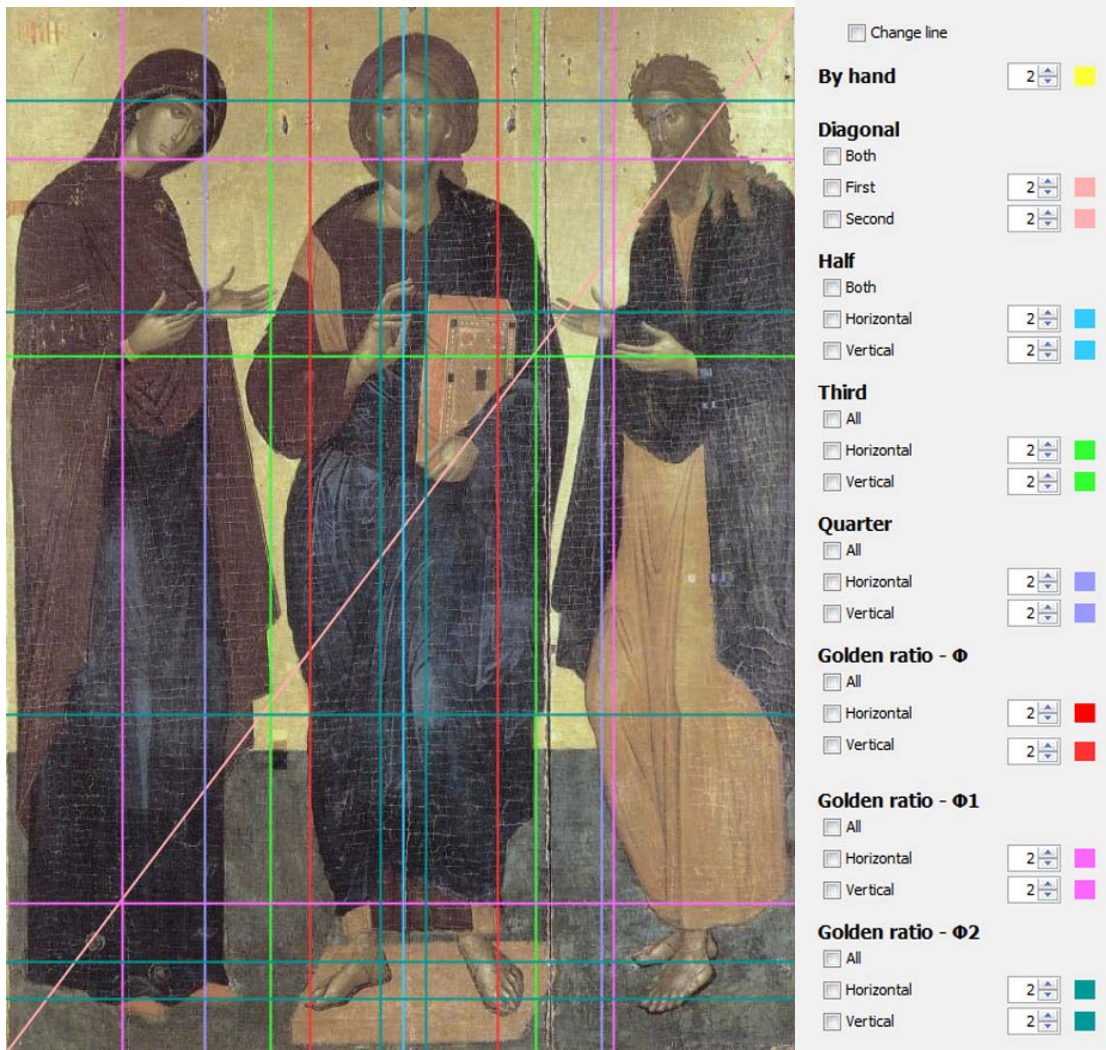 Change line
By hand 2
Diagonal
Both
First 2
Second 2
Half
Both
Horizontal 2
Vertical 2
Third
All
Horizontal 2
Vertical 2
Quarter
All
Horizontal 2
Vertical 2
Golden ratio - Φ
All
Horizontal 2
Vertical 2
Golden ratio - Φ1
All
Horizontal 2
Vertical 2
Golden ratio - Φ2
All
Horizontal 2
Vertical 2